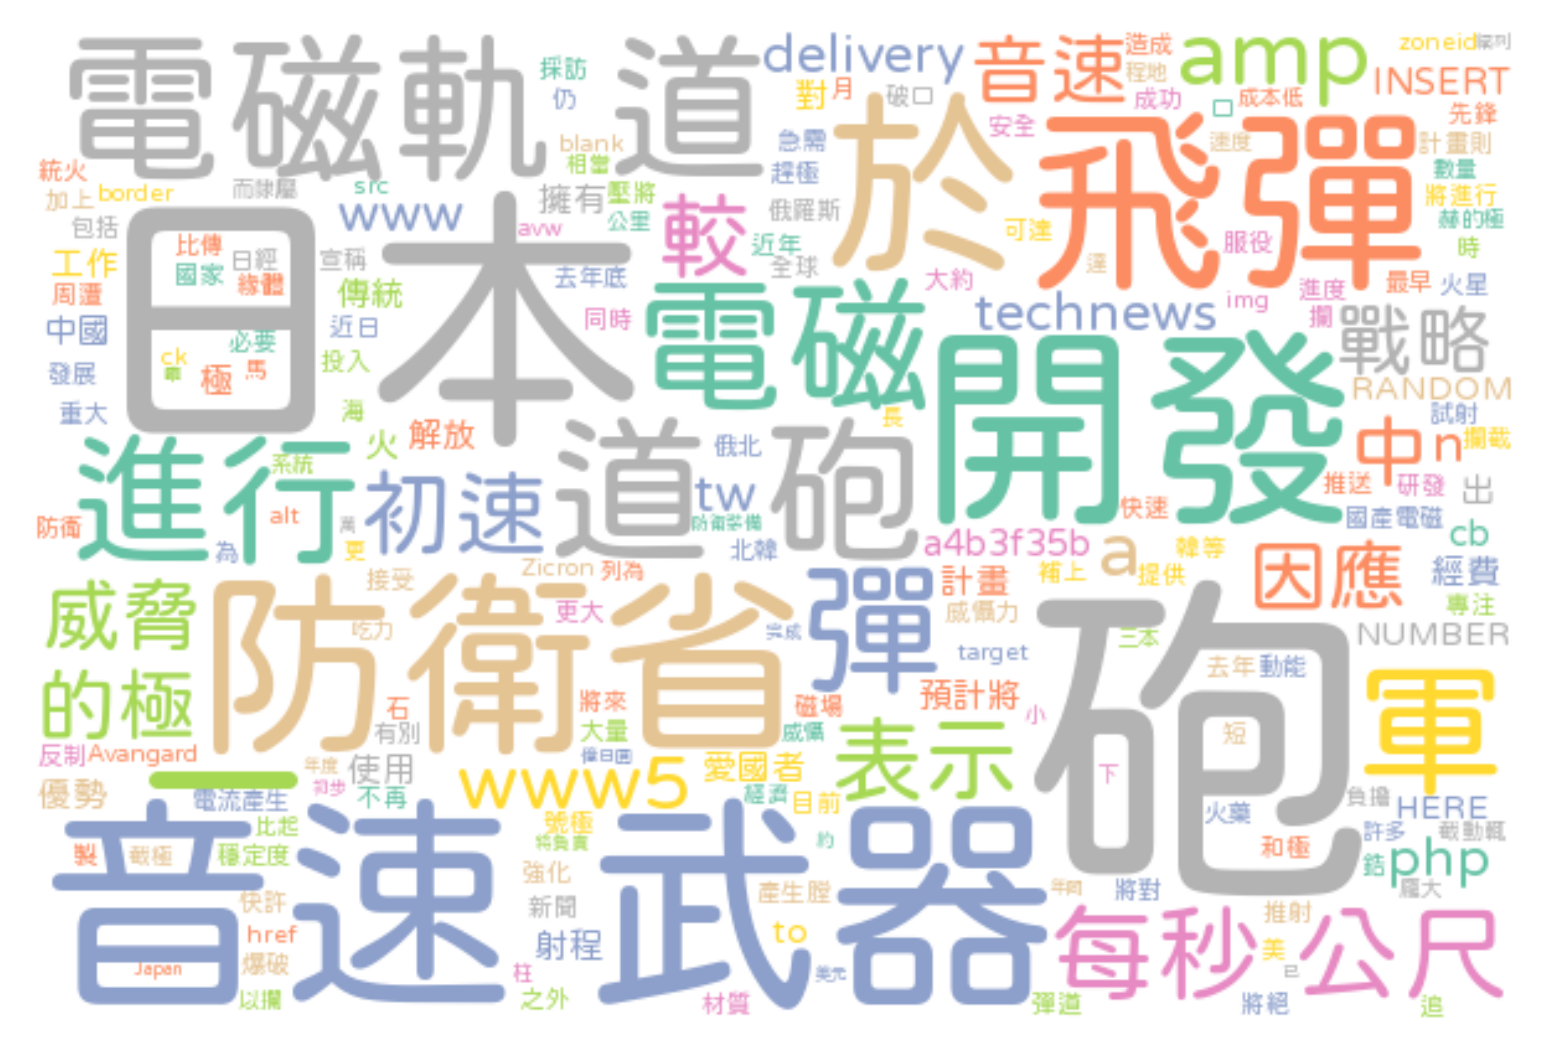 電磁軌道
採訪
仍
delivery
音速
造成
程地
amp
zoneid
INSERT
對
月
破口
成功
口
成本低
先鋒
blank
相當
急需
於
安全
飛彈
速度
計畫則
統火
加上
border
而隸屬
src
壓將
趕極
數量
將進行
包括
www
擁有
公里
較
俄羅斯
赫的極
日本
avw
近年
可達
服役
時
工作
比傳
日經
宣稱
全球
達
國家
緣體
去年底
大約
最早
火星
周遭
傳統
電磁
technews
img
進度
中國
近日
同時
攔
戰略
必要
開發
ck
投入
發展
極
馬
RANDOM
重大
海
長
試射
火
解放
道砲
俄北
中
n
攔截
進行
系統
初速
tw
推送
研發
出
防衛
alt
萬
防衛裝備
快速
國產電磁
cb
為
更
北韓
a4b3f35b
a
韓等
因應
經費
Zicron
列為
接受
補上
提供
威脅
防衛省
彈
計畫
專注
更大
威懾力
砲
吃力
完成
三本
NUMBER
target
去年
動能
的極
石
將來
磁場
預計將
軍
小
有別
大量
威懾
表示
短
反制
Avangard
一
年度
使用
愛國者
下
優勢
電流產生
初步
不再
www5
經濟
目前
負擔
HERE
火藥
音速武器
比起
號極
約
許多
製
截極
穩定度
將負責
和極
鋯
php
強化
產生膛
將對
龐大
快許
新聞
每秒公尺
推射
href
射程
to
美
爆破
Japan
柱
美元
已
以攔
之外
材質
彈道
將絕
追